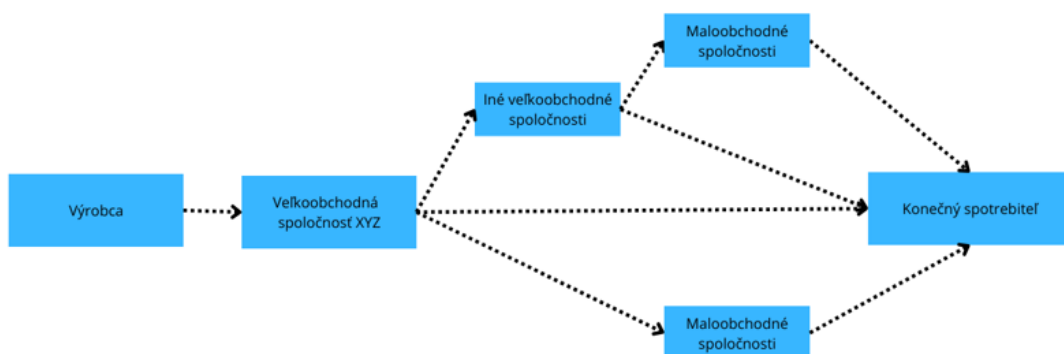 Maloobchodné
spoločnosti
Iné veľkoobchodné
spoločnosti
Výrobca
Veľkoobchodná
spoločnosť XYZ
Konečný spotrebiteľ
Maloobchodné
spoločnosti